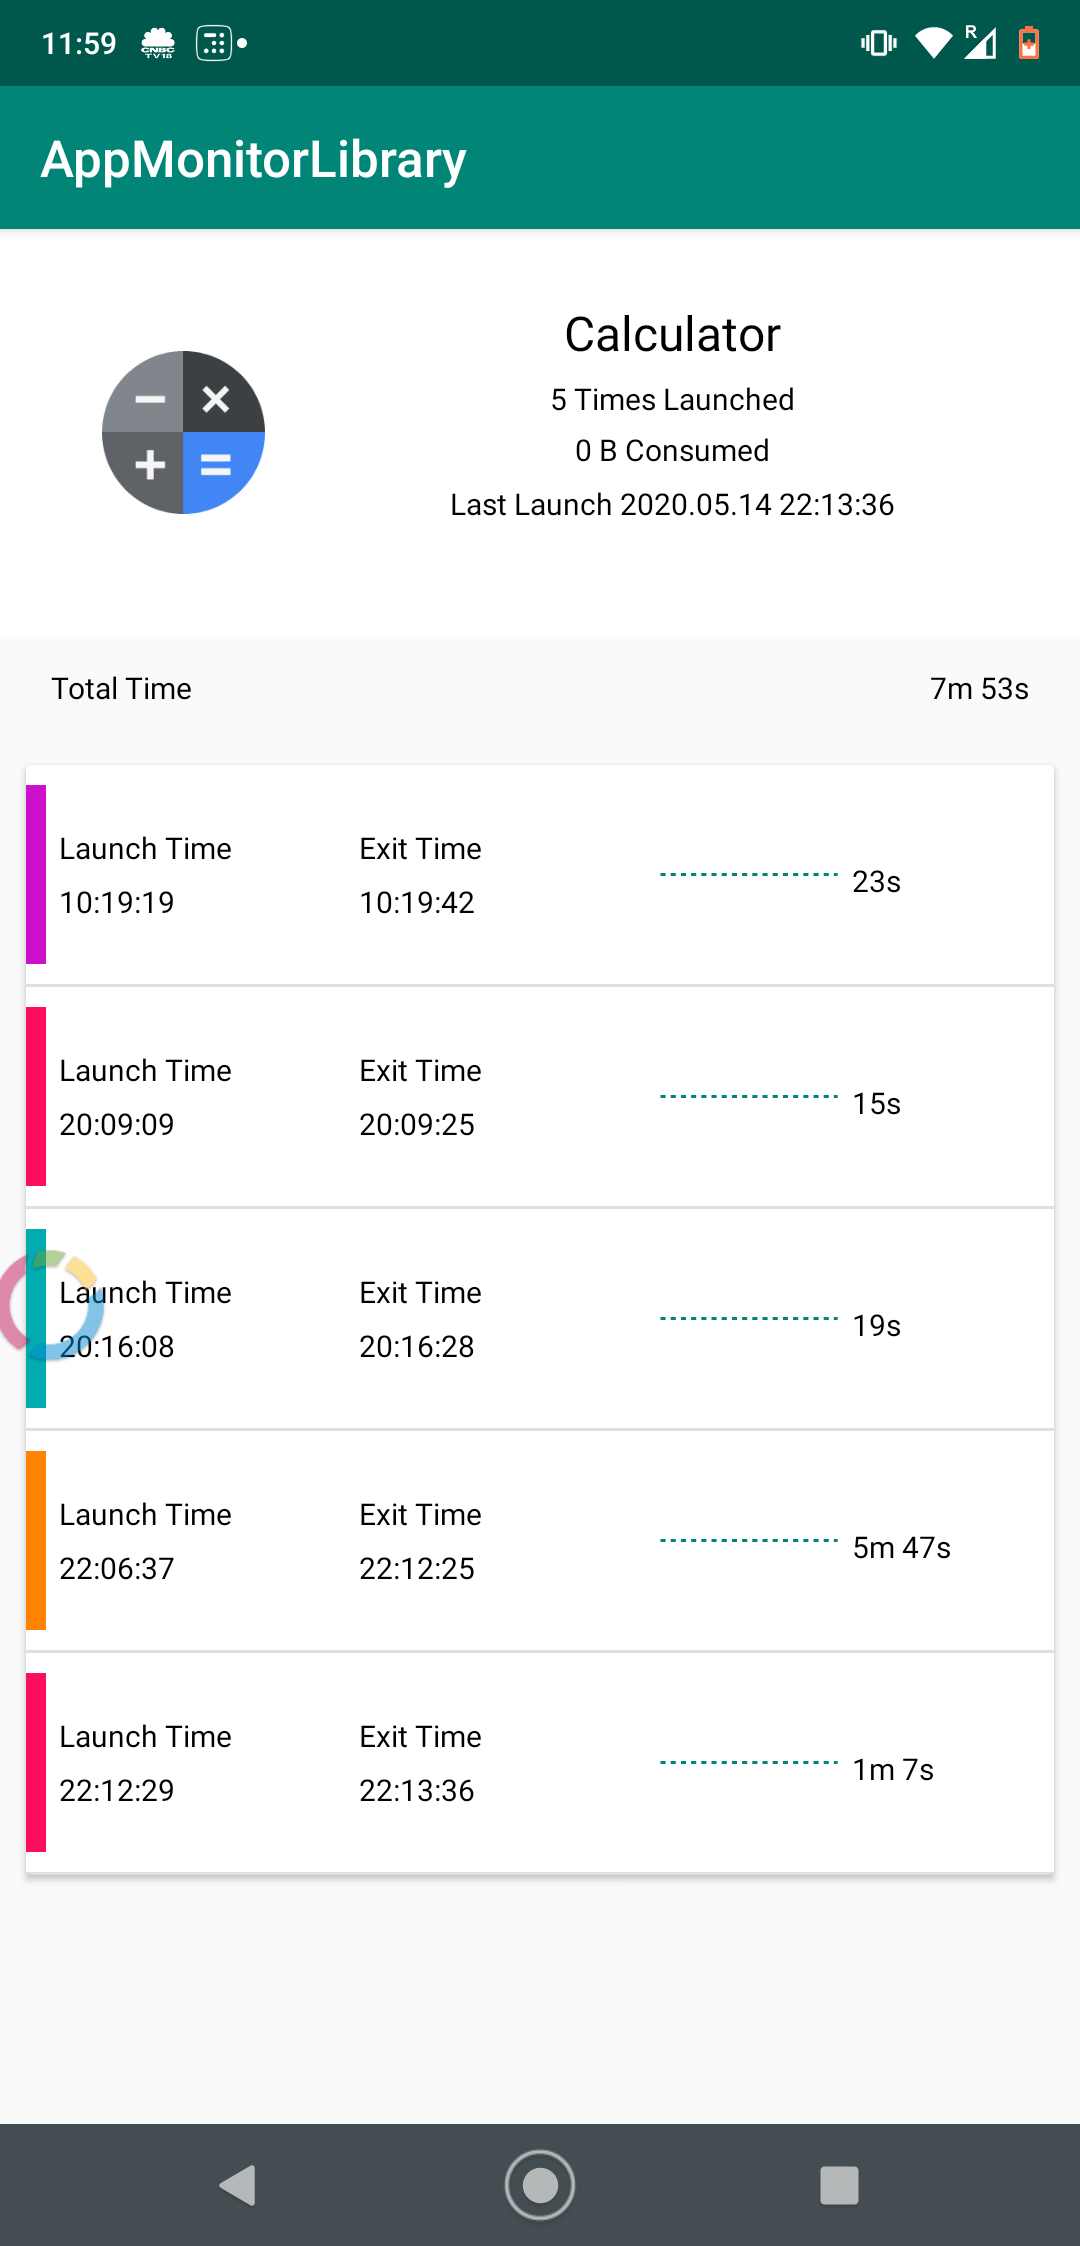 11:59
CNBC
TV18
R
AppMonitorLibrary
Calculator
5 Times Launched
0 B Consumed
Last Launch 2020.05.14 22:13:36
Total Time 7m 53s
Launch Time Exit Time
23s
10:19:19 10:19:42
Launch Time Exit Time
15s
20:09:09 20:09:25
Launch Time Exit Time
19s
20:16:08 20:16:28
Launch Time Exit Time
5m 47s
22:06:37 22:12:25
Launch Time Exit Time
1m 7s
22:12:29 22:13:36